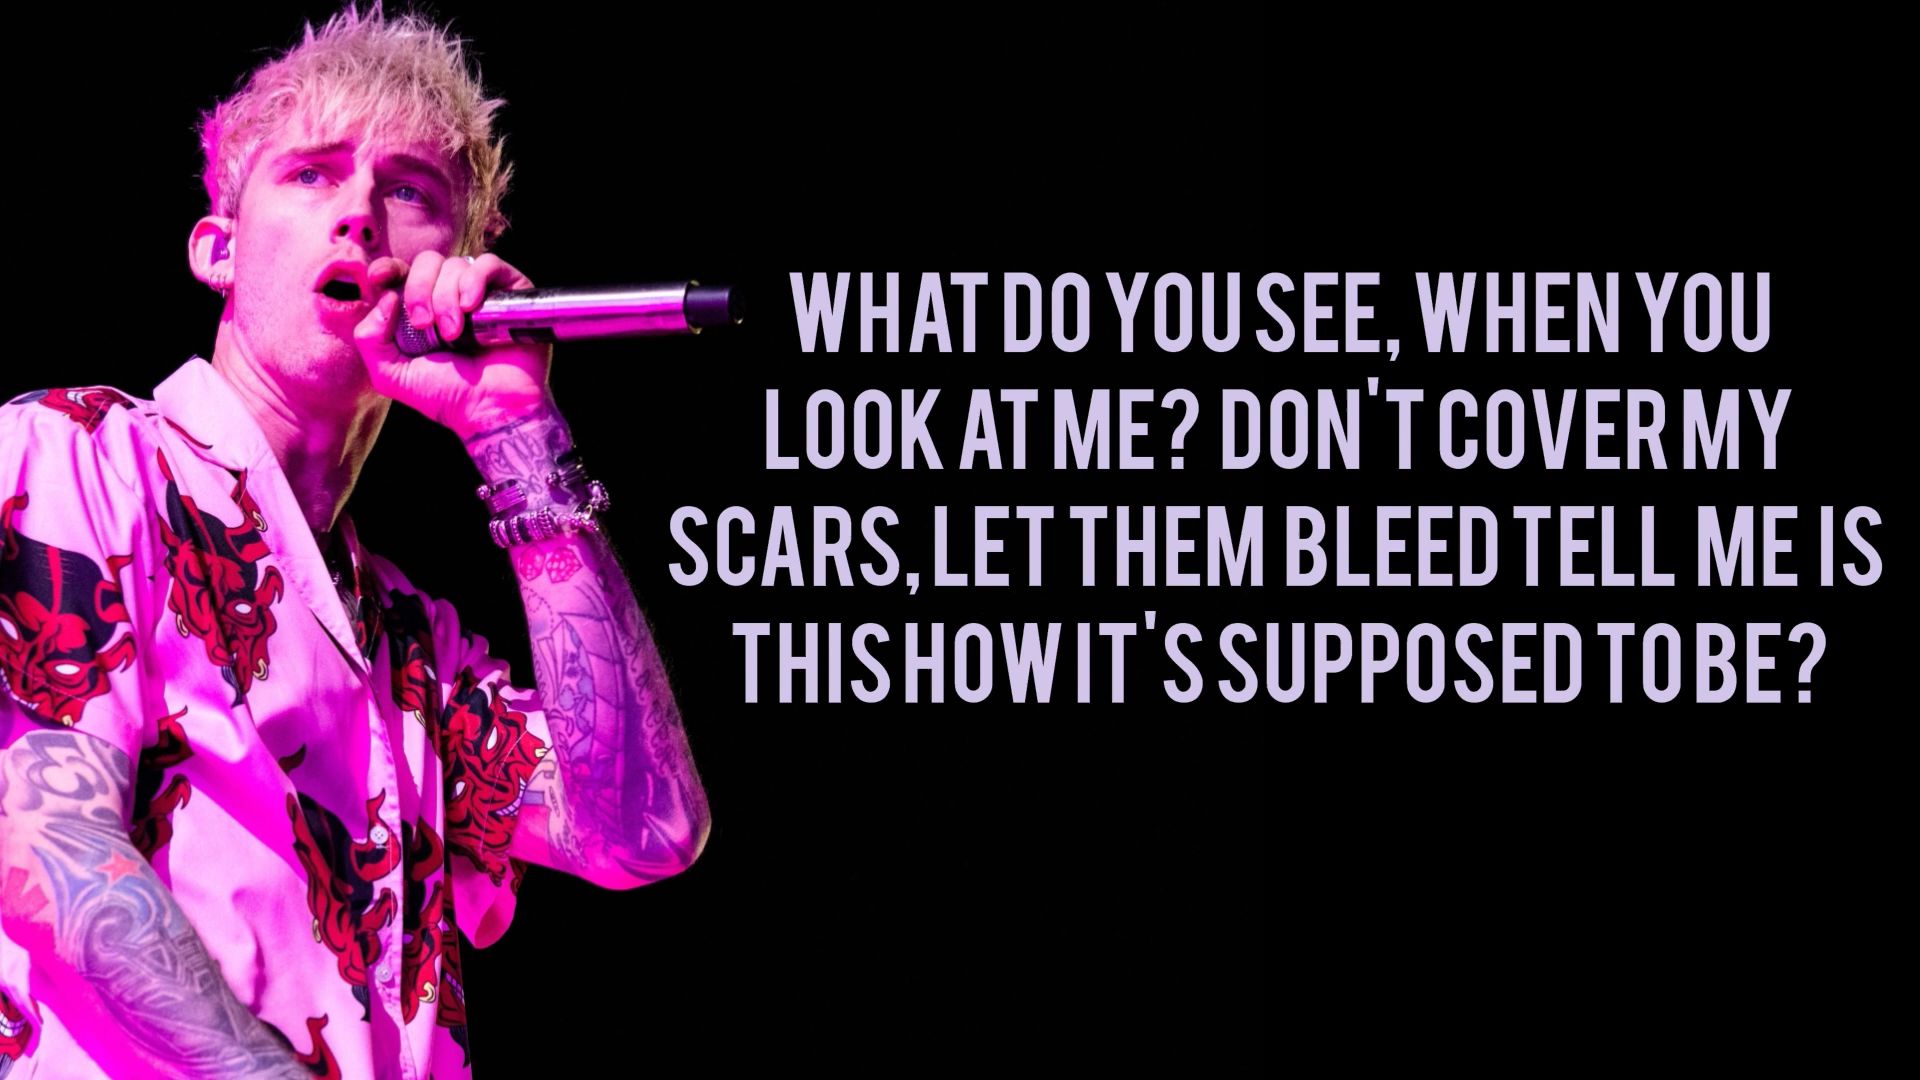 WHAT DO YOU SEE, WHEN YOU
LOOK AT ME? DON'T COVER MY
SCARS, LET THEM BLEED TELL ME IS
THIS HOW IT'S SUPPOSED TO BE?